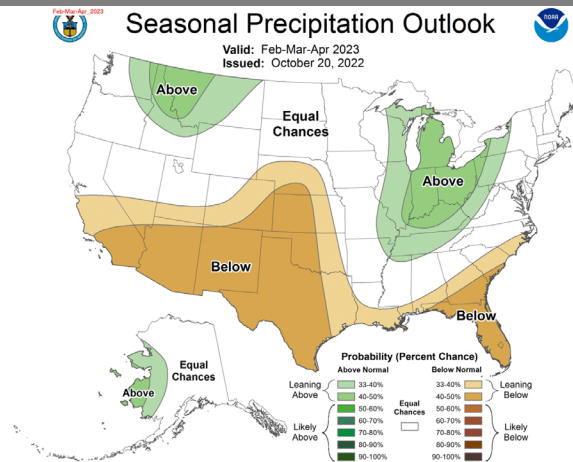 Feb-Mar-Apr_2023
Seasonal Precipitation Outlook
NOAA
Valid: Feb-Mar-Apr 2023
Issued: October 20, 2022
Above
Equal
Chances
Above
Below
Below
Equal
Chances
Above
Probability (Percent Chance)
Above Normal
Below Normal
Leaning
Above
33-40%
40-50%
Likely
Above
50-60%
60-70%
70-80%
80-90%
90-100%
Equal
Chances
33-40%
40-50%
Leaning
Below
50-60%
60-70%
70-80%
80-90%
90-100%
Likely
Below